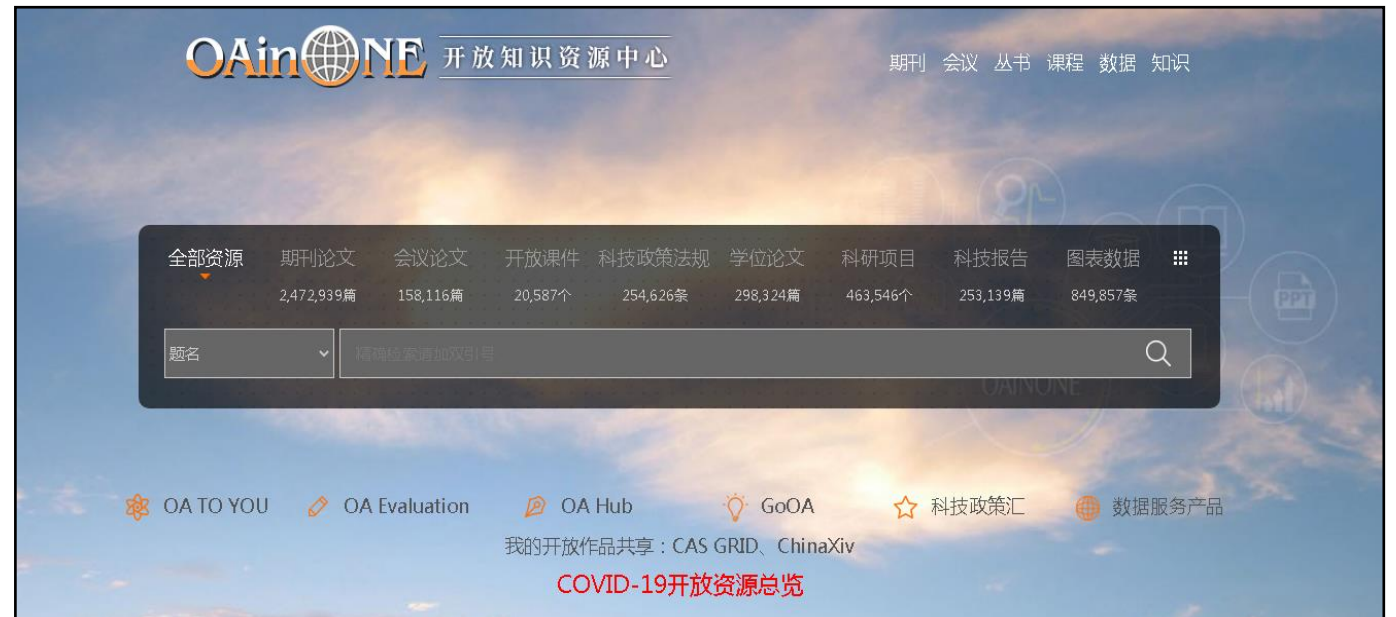 OAinONE 开放知识资源中心
期刊 会议 丛书 课程 数据 知识
全部资源 期刊论文 会议论文 开放课件 科技政策法规 学位论文 科研项目 科技报告 图表数据
2,472,939篇 158,116篇 20,587个 254,626条 298,324篇 463,546个 253,139篇 849,857条
题名 精确检索请加双引号
PPT
OAINONE
OA TO YOU OA Evaluation OA Hub GoOA 科技政策汇 数据服务产品
我的开放作品共享：CAS GRID、ChinaXiv
COVID-19开放资源总览